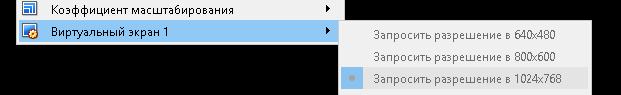 Коэффициент масштабирования
Виртуальный экран 1
Запросить разрешение в 640x480
Запросить разрешение в 800x600
Запросить разрешение в 1024x768